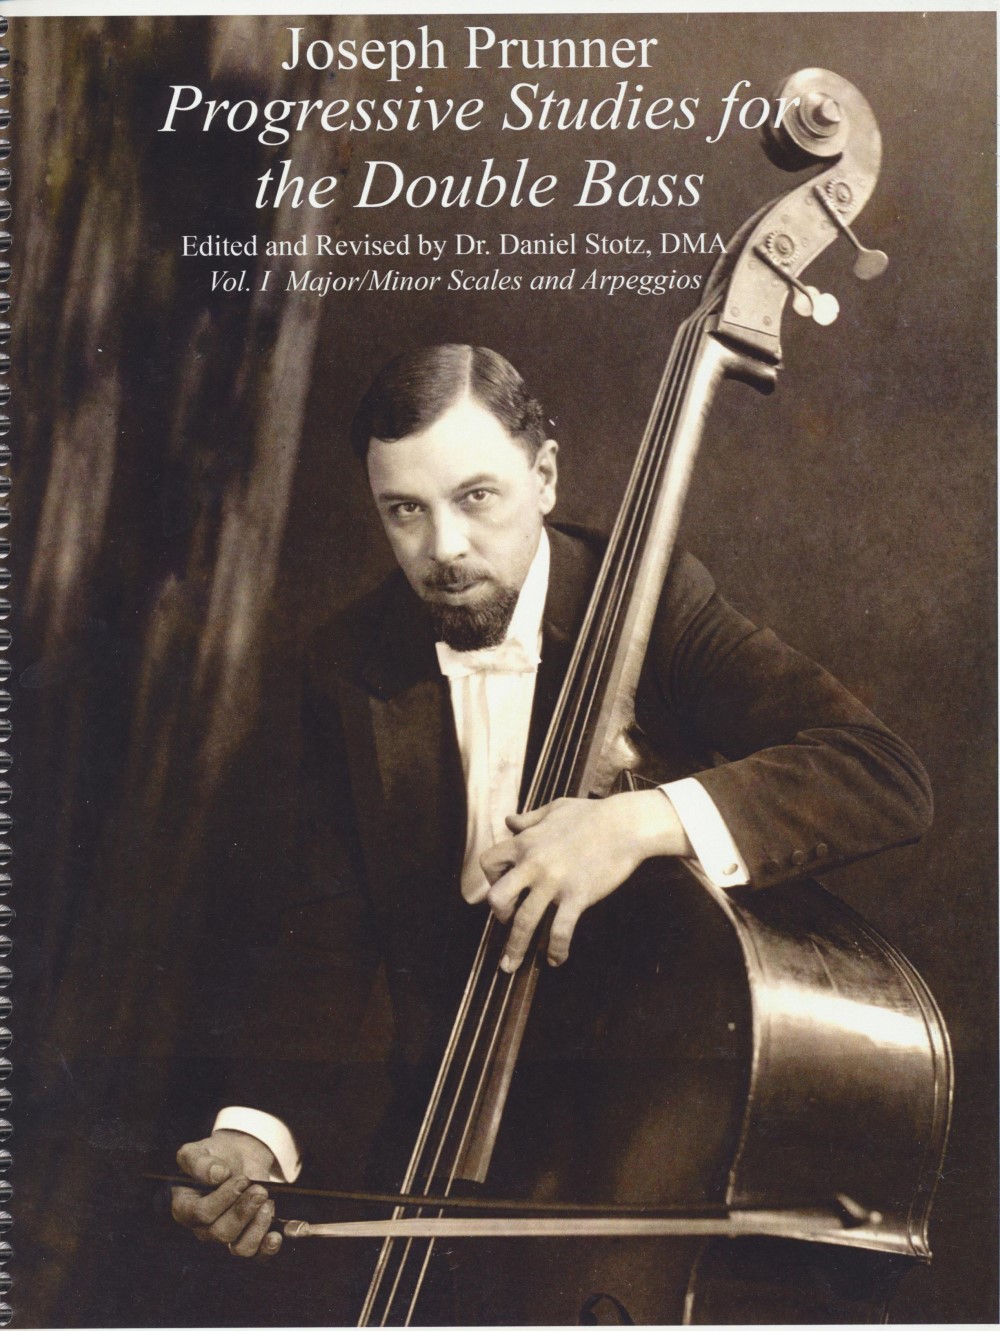 Joseph Prunner
Progressive Studies for
the Double Bass
Edited and Revised by Dr. Daniel Stotz, DMA
Vol. I Major/Minor Scales and Arpeggios